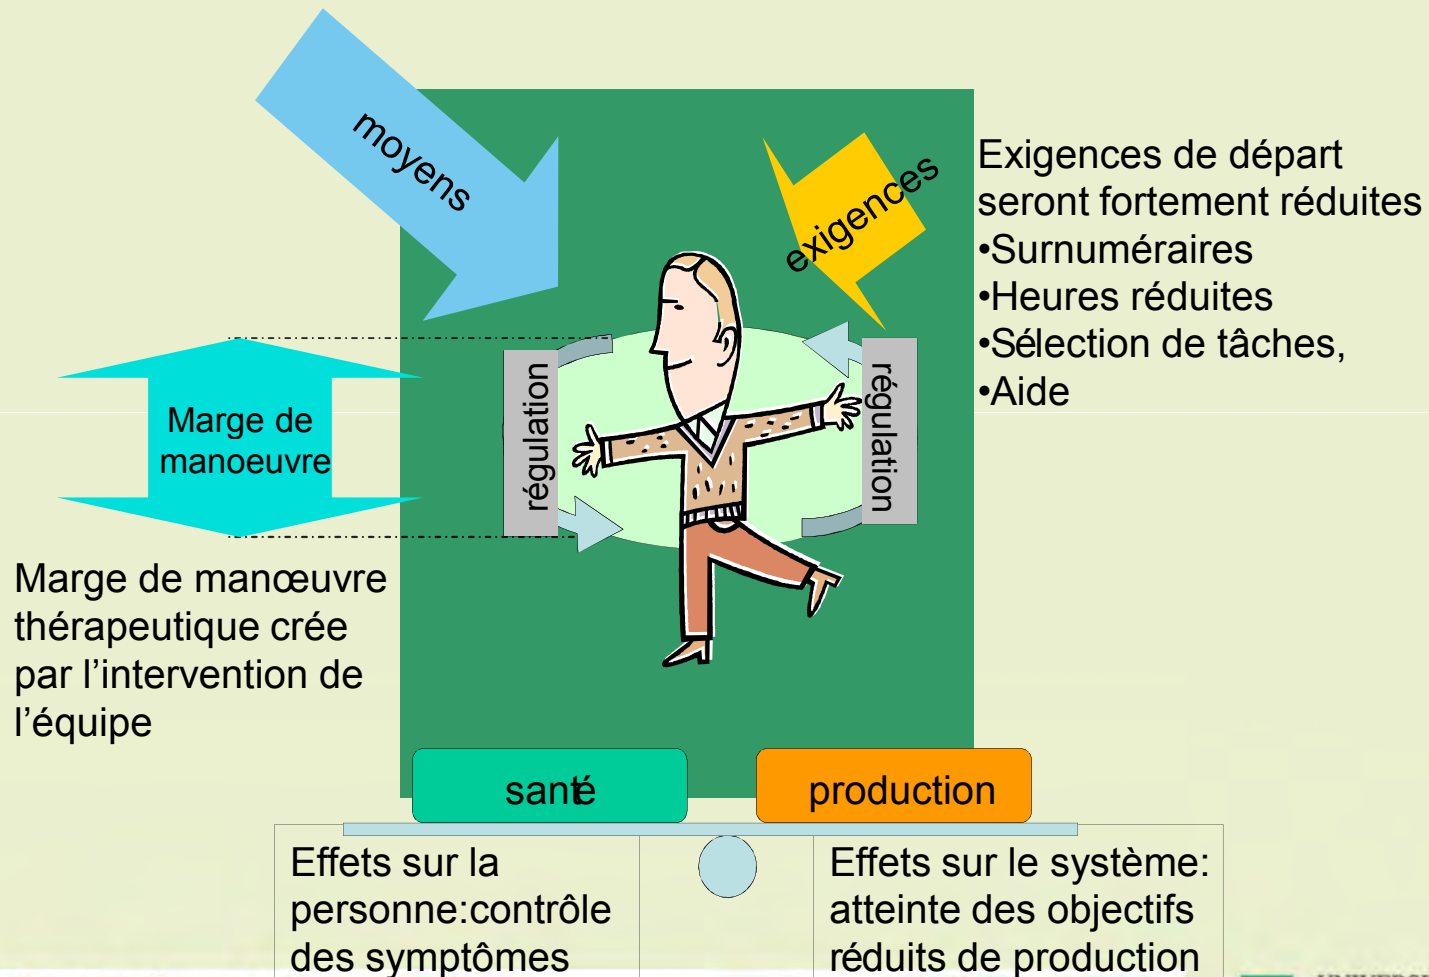 moyens
exigences
Exigences de départ
seront fortement réduites
•Surnuméraires
•Heures réduites
•Sélection de tâches,
•Aide
régulation
régulation
Marge de
manoeuvre
Marge de manœuvre
thérapeutique crée
par l’intervention de
l’équipe
santé
production
Effets sur la
personne:contrôle
des symptômes
Effets sur le système:
atteinte des objectifs
réduits de production